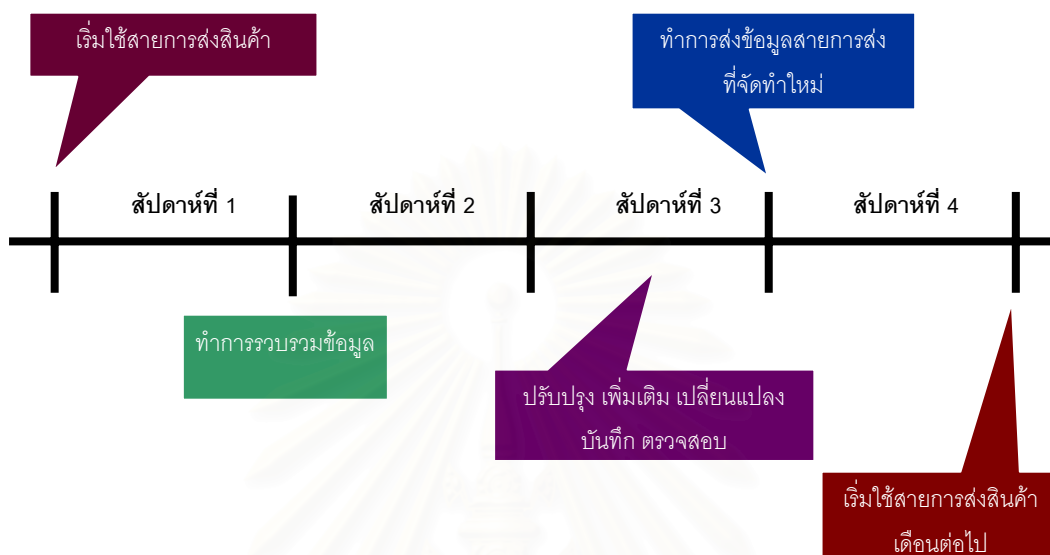 เริ่มใช้สายการส่งสินค้า
ทำการส่งข้อมูลสายการส่ง
ที่จัดทำใหม่
สัปดาห์ที่ 1
สัปดาห์ที่ 2
สัปดาห์ที่ 3
สัปดาห์ที่ 4
ทำการรวบรวมข้อมูล
ปรับปรุง เพิ่มเติม เปลี่ยนแปลง
บันทึก ตรวจสอบ
เริ่มใช้สายการส่งสินค้า
เดือนต่อไป